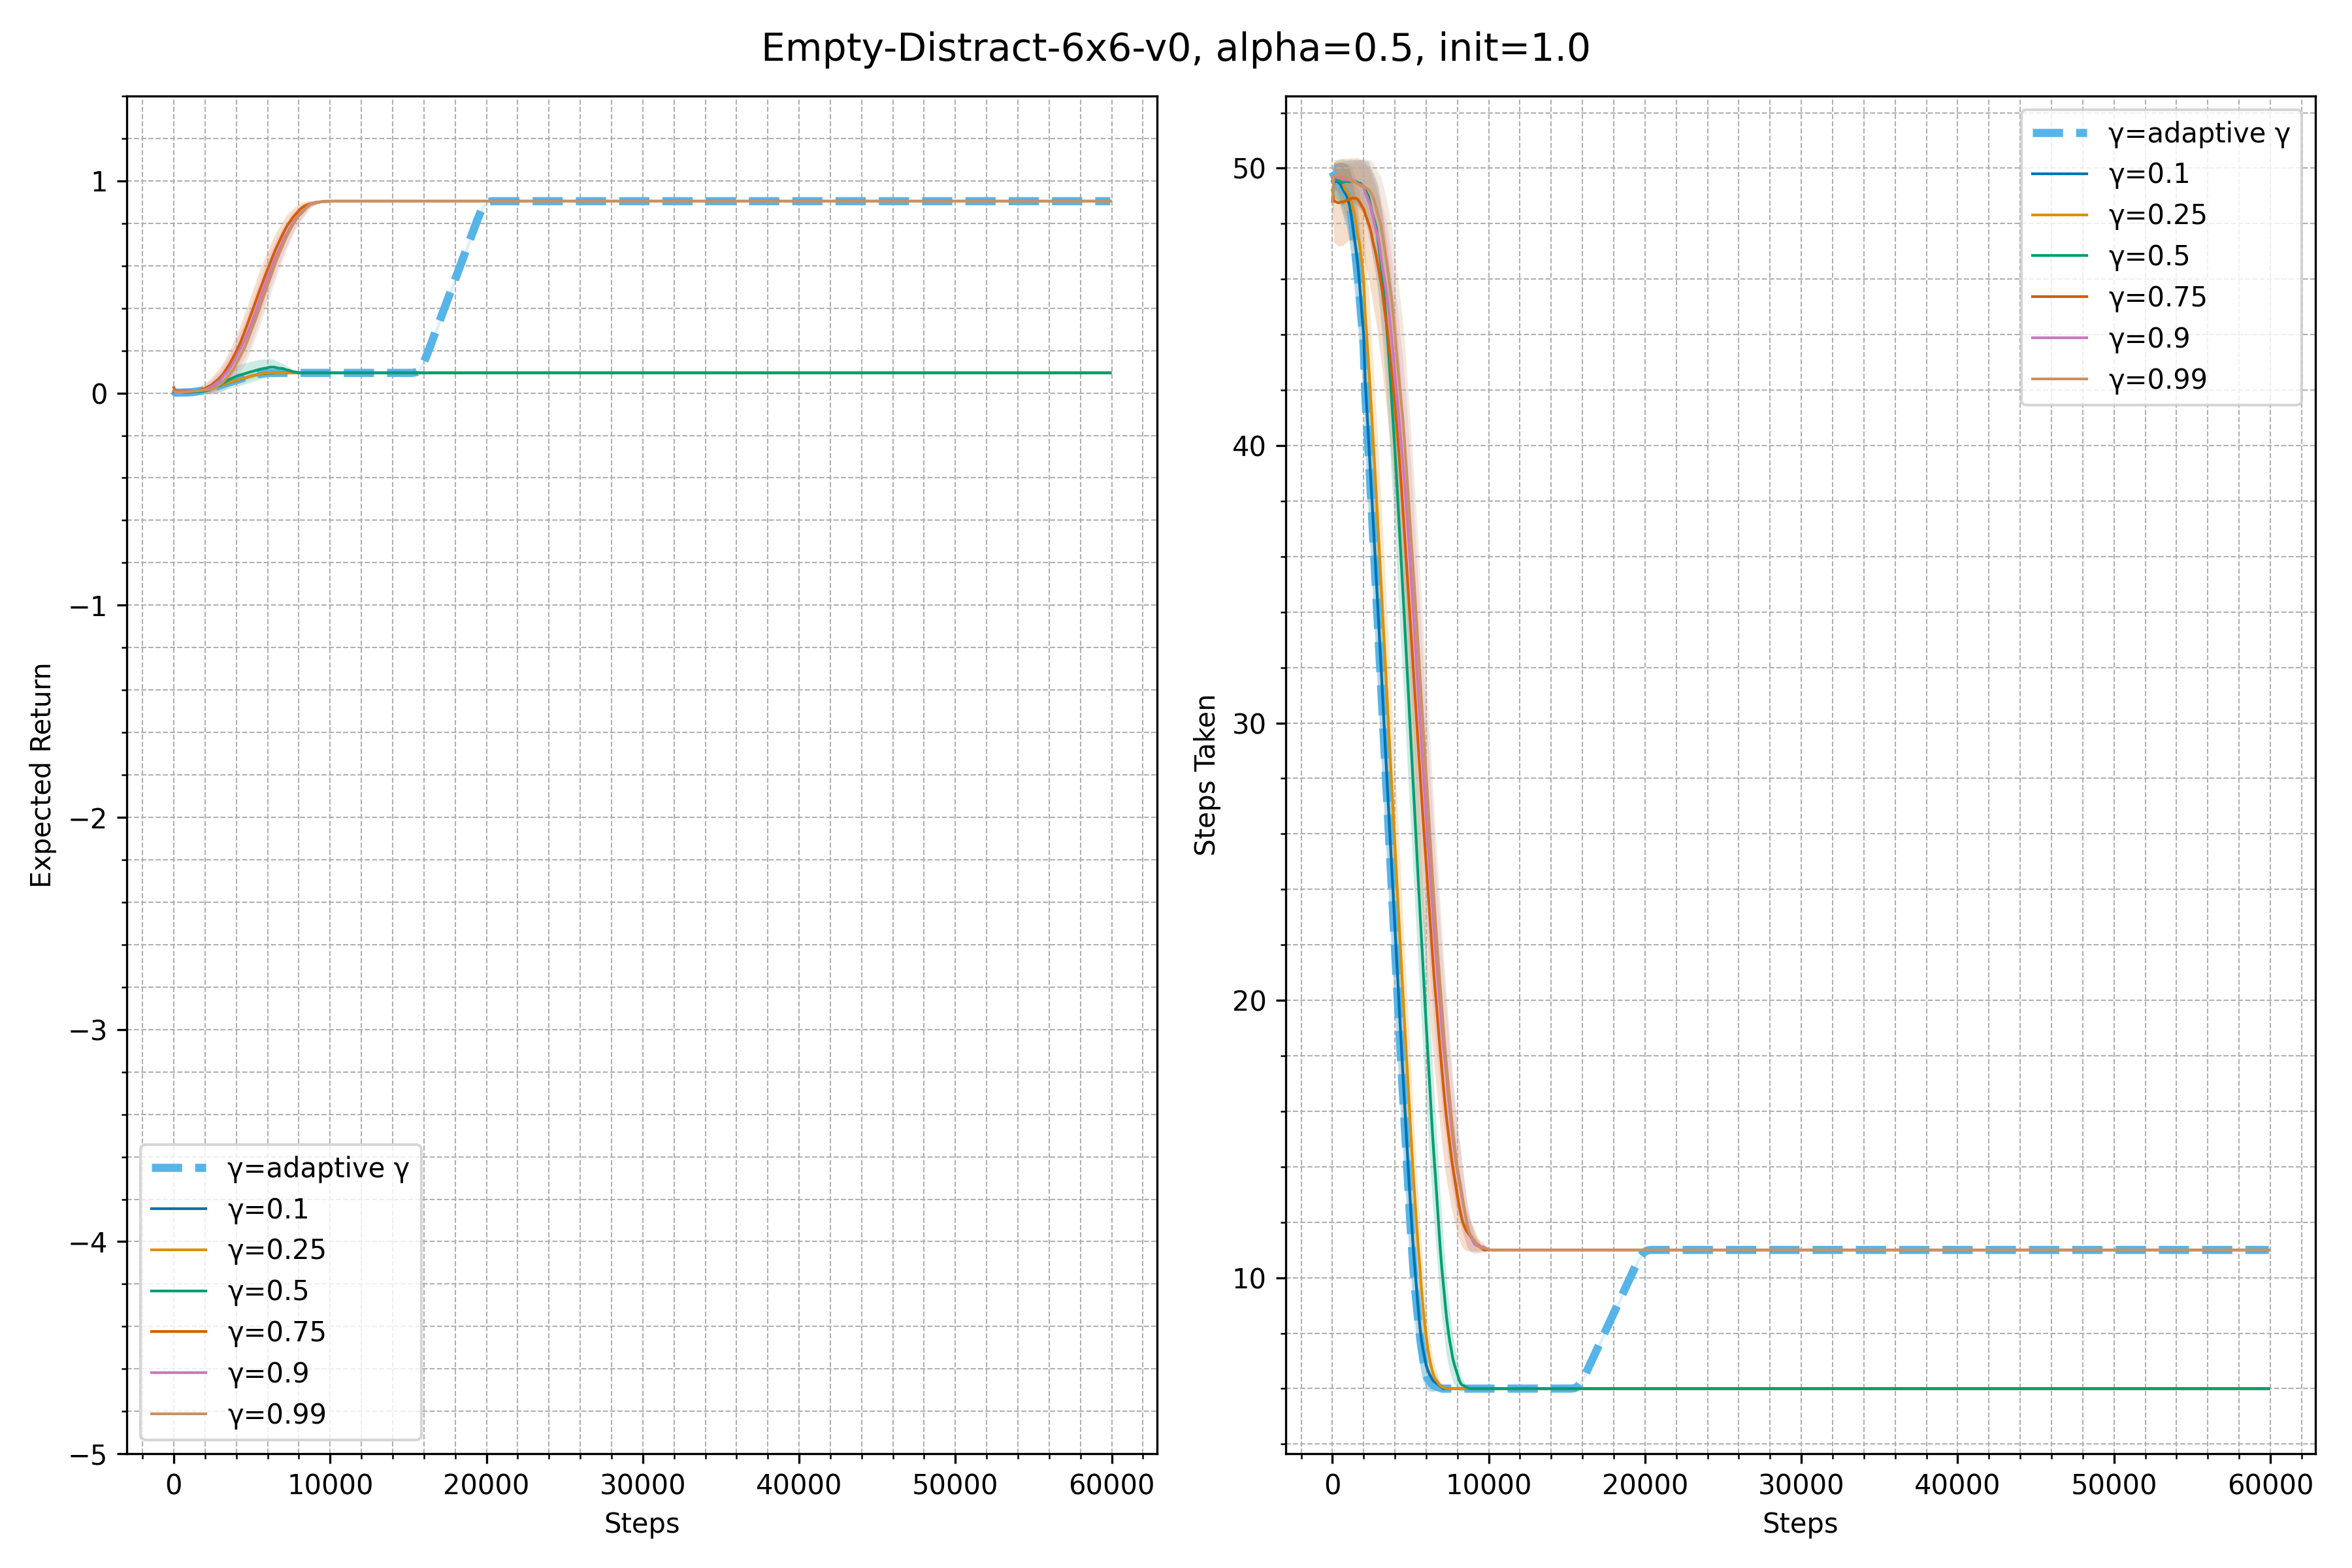 Empty-Distract-6x6-v0, alpha=0.5, init=1.0
Expected Return
1
0
−1
−2
−3
−4
−5
γ=adaptive γ
γ=0.1
γ=0.25
γ=0.5
γ=0.75
γ=0.9
γ=0.99
0 10000 20000 30000 40000 50000 60000
Steps
Steps Taken
50
40
30
20
10
γ=adaptive γ
γ=0.1
γ=0.25
γ=0.5
γ=0.75
γ=0.9
γ=0.99
0 10000 20000 30000 40000 50000 60000
Steps